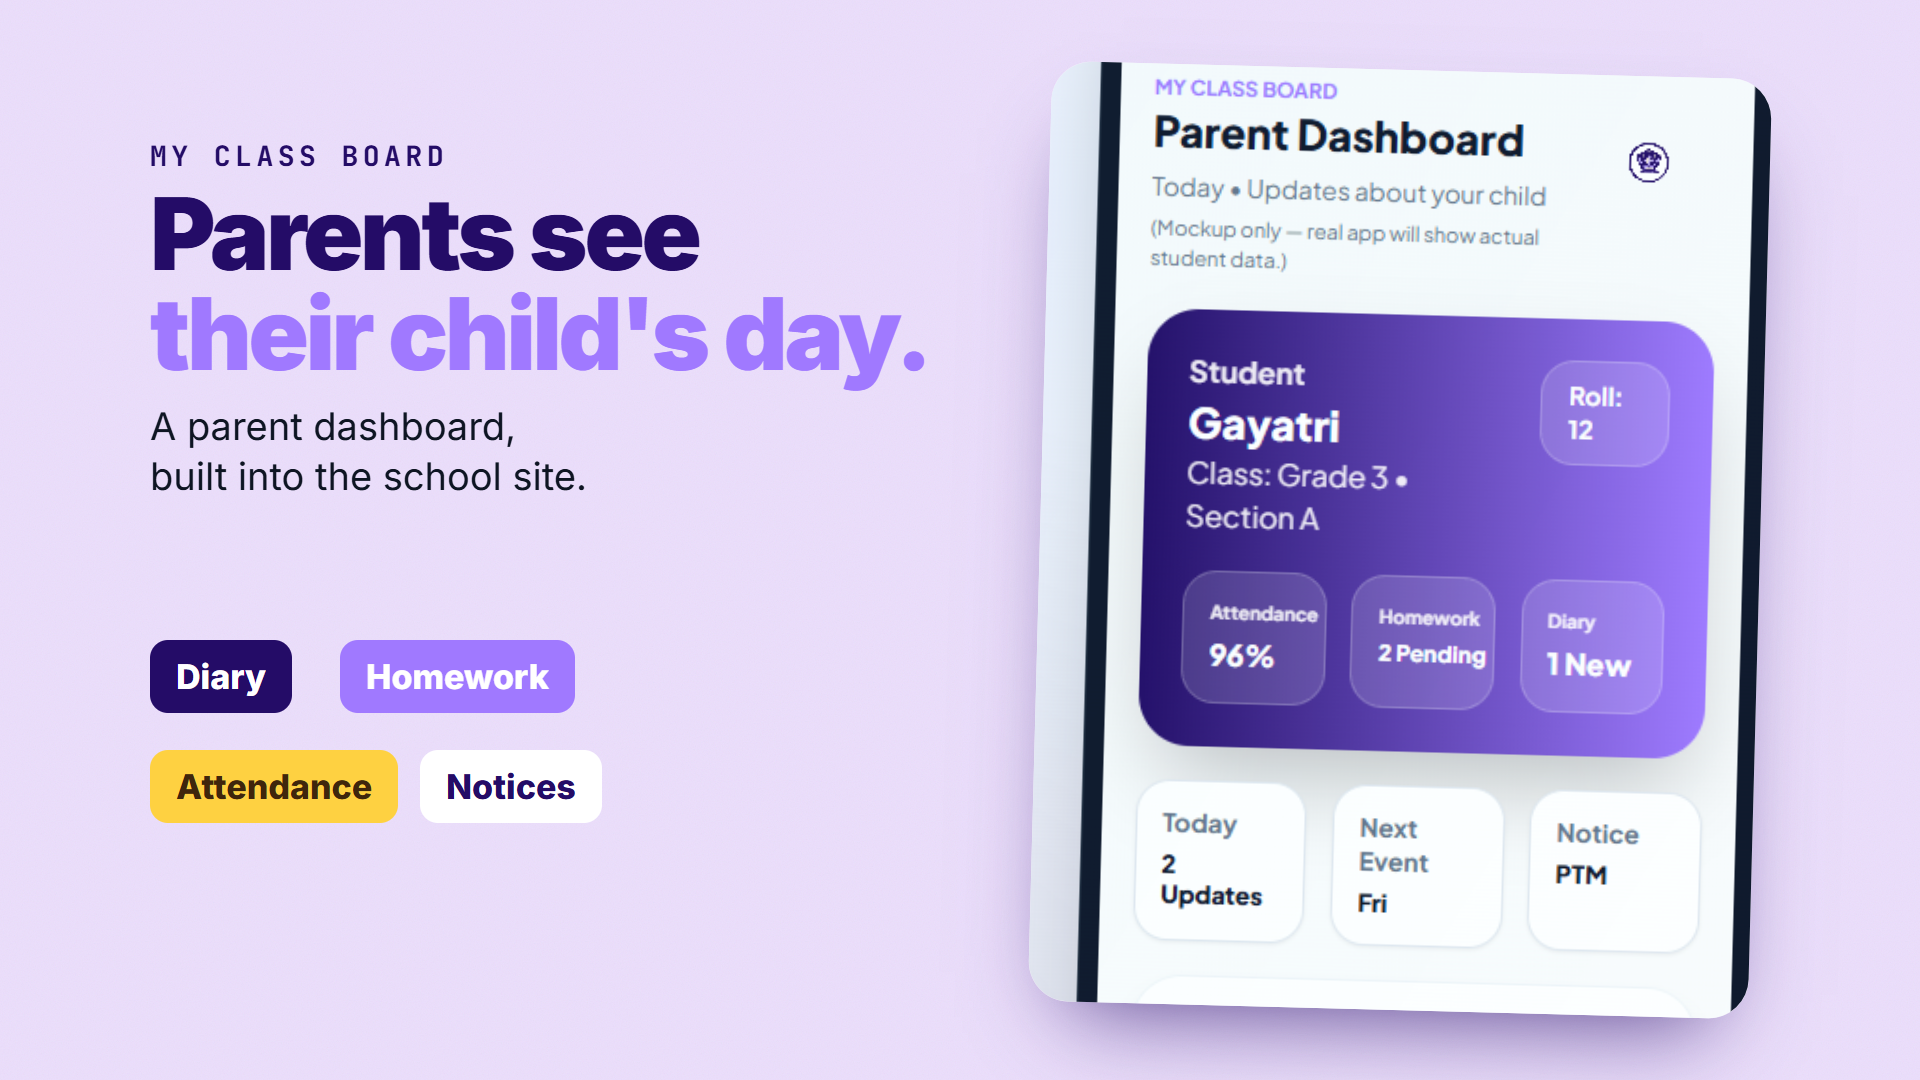 MY CLASS BOARD
Parents see
their child's day.
A parent dashboard,
built into the school site.
Diary
Homework
Attendance
Notices
MY CLASS BOARD
Parent Dashboard
Today • Updates about your child
(Mockup only — real app will show actual
student data.)
Student
Gayatri
Class: Grade 3 •
Section A
Roll:
12
Attendance
96%
Homework
2 Pending
Diary
1 New
Today
2
Updates
Next
Event
Fri
Notice
PTM